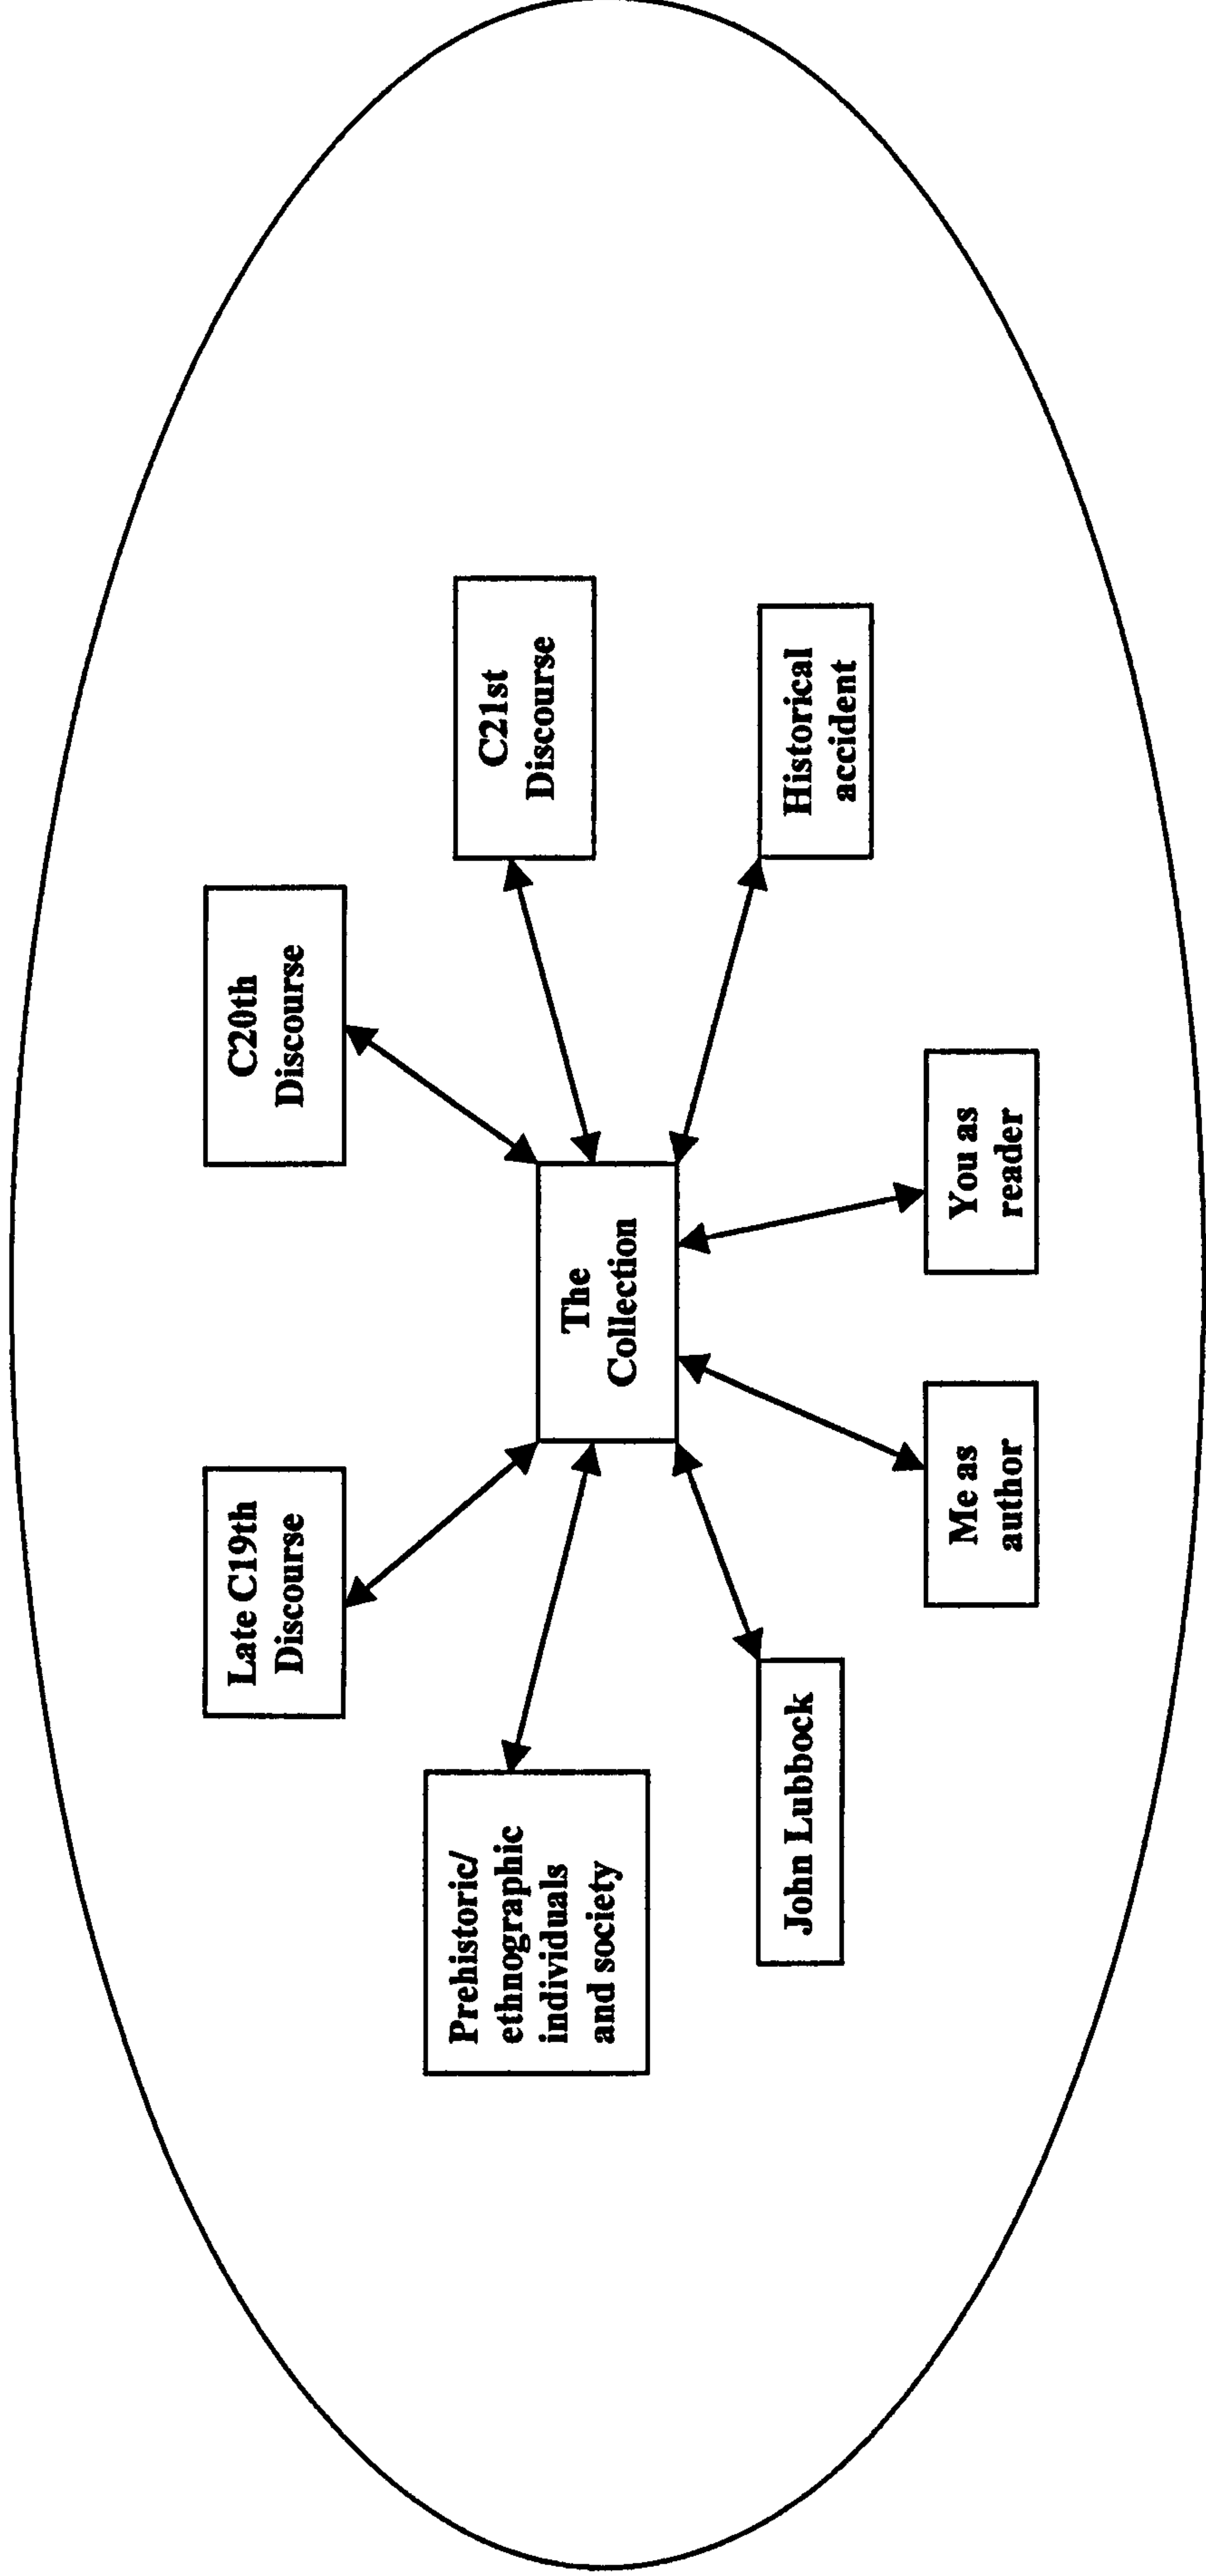 Late C19th
Discourse
C20th
Discourse
Prehistoric/
ethnographic
individuals
and society
The
Collection
C21st
Discourse
John Lubbock
Historical
accident
Me as
author
You as
reader